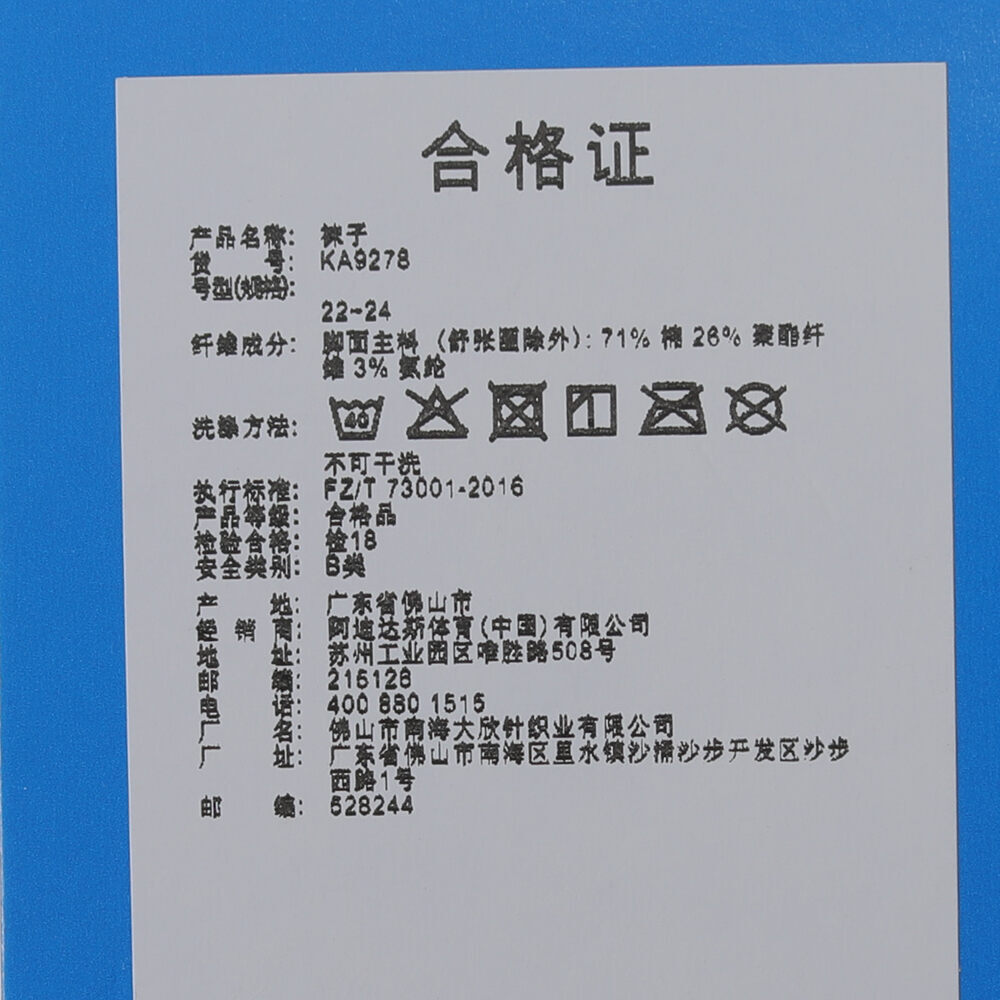 合格证
产品名称: 袜子
货 号: KA9278
号型(规格):
22-24
纤维成分: 脚面主料 (舒张圈除外): 71% 棉 26% 聚酯纤
维 3% 氨纶
洗涤方法: 40
不可干洗
执行标准: FZ/T 73001-2016
产品等级: 合格品
检验合格: 检18
安全类别: B类
产 地: 广东省佛山市
经 销 商: 阿迪达斯体育(中国)有限公司
地 址: 苏州工业园区唯胜路508号
邮 编: 215126
电 话: 400 880 1515
厂 名: 佛山市南海大欣针织业有限公司
厂 址: 广东省佛山市南海区里水镇沙涌沙步开发区沙步
西路1号
邮 编: 528244